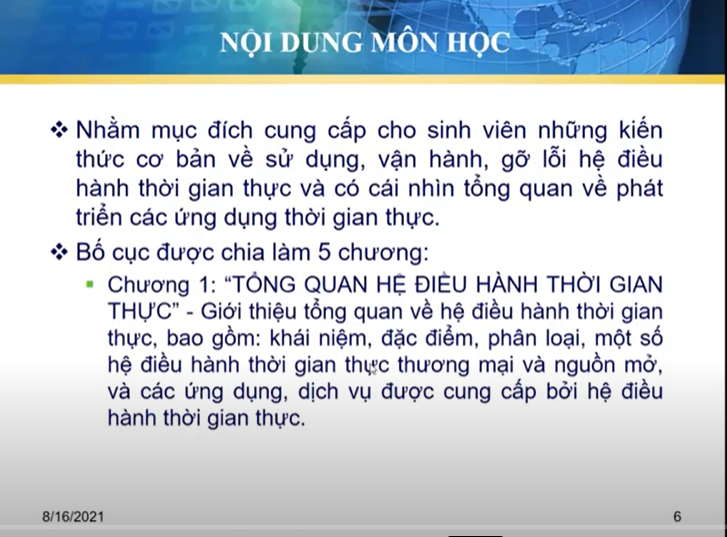 NỘI DUNG MÔN HỌC
❖ Nhằm mục đích cung cấp cho sinh viên những kiến
thức cơ bản về sử dụng, vận hành, gỡ lỗi hệ điều
hành thời gian thực và có cái nhìn tổng quan về phát
triển các ứng dụng thời gian thực.
❖ Bố cục được chia làm 5 chương:
▪ Chương 1: “TỔNG QUAN HỆ ĐIỀU HÀNH THỜI GIAN
THỰC” - Giới thiệu tổng quan về hệ điều hành thời gian
thực, bao gồm: khái niệm, đặc điểm, phân loại, một số
hệ điều hành thời gian thực thương mại và nguồn mở,
và các ứng dụng, dịch vụ được cung cấp bởi hệ điều
hành thời gian thực.
8/16/2021
6